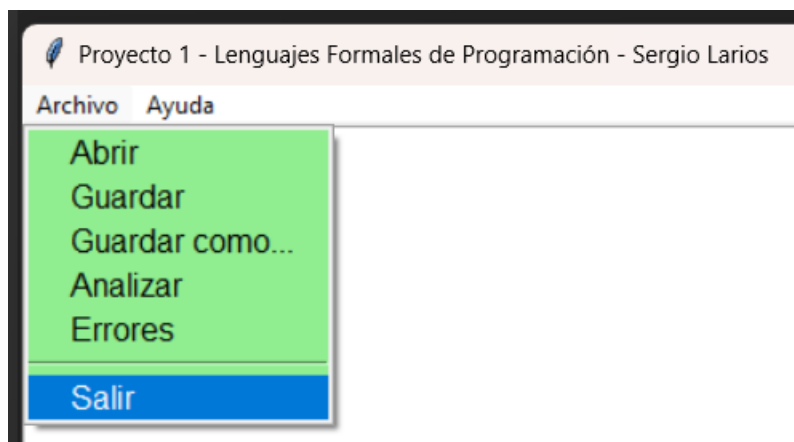 Proyecto 1 - Lenguajes Formales de Programación - Sergio Larios
Archivo Ayuda
Abrir
Guardar
Guardar como...
Analizar
Errores
Salir